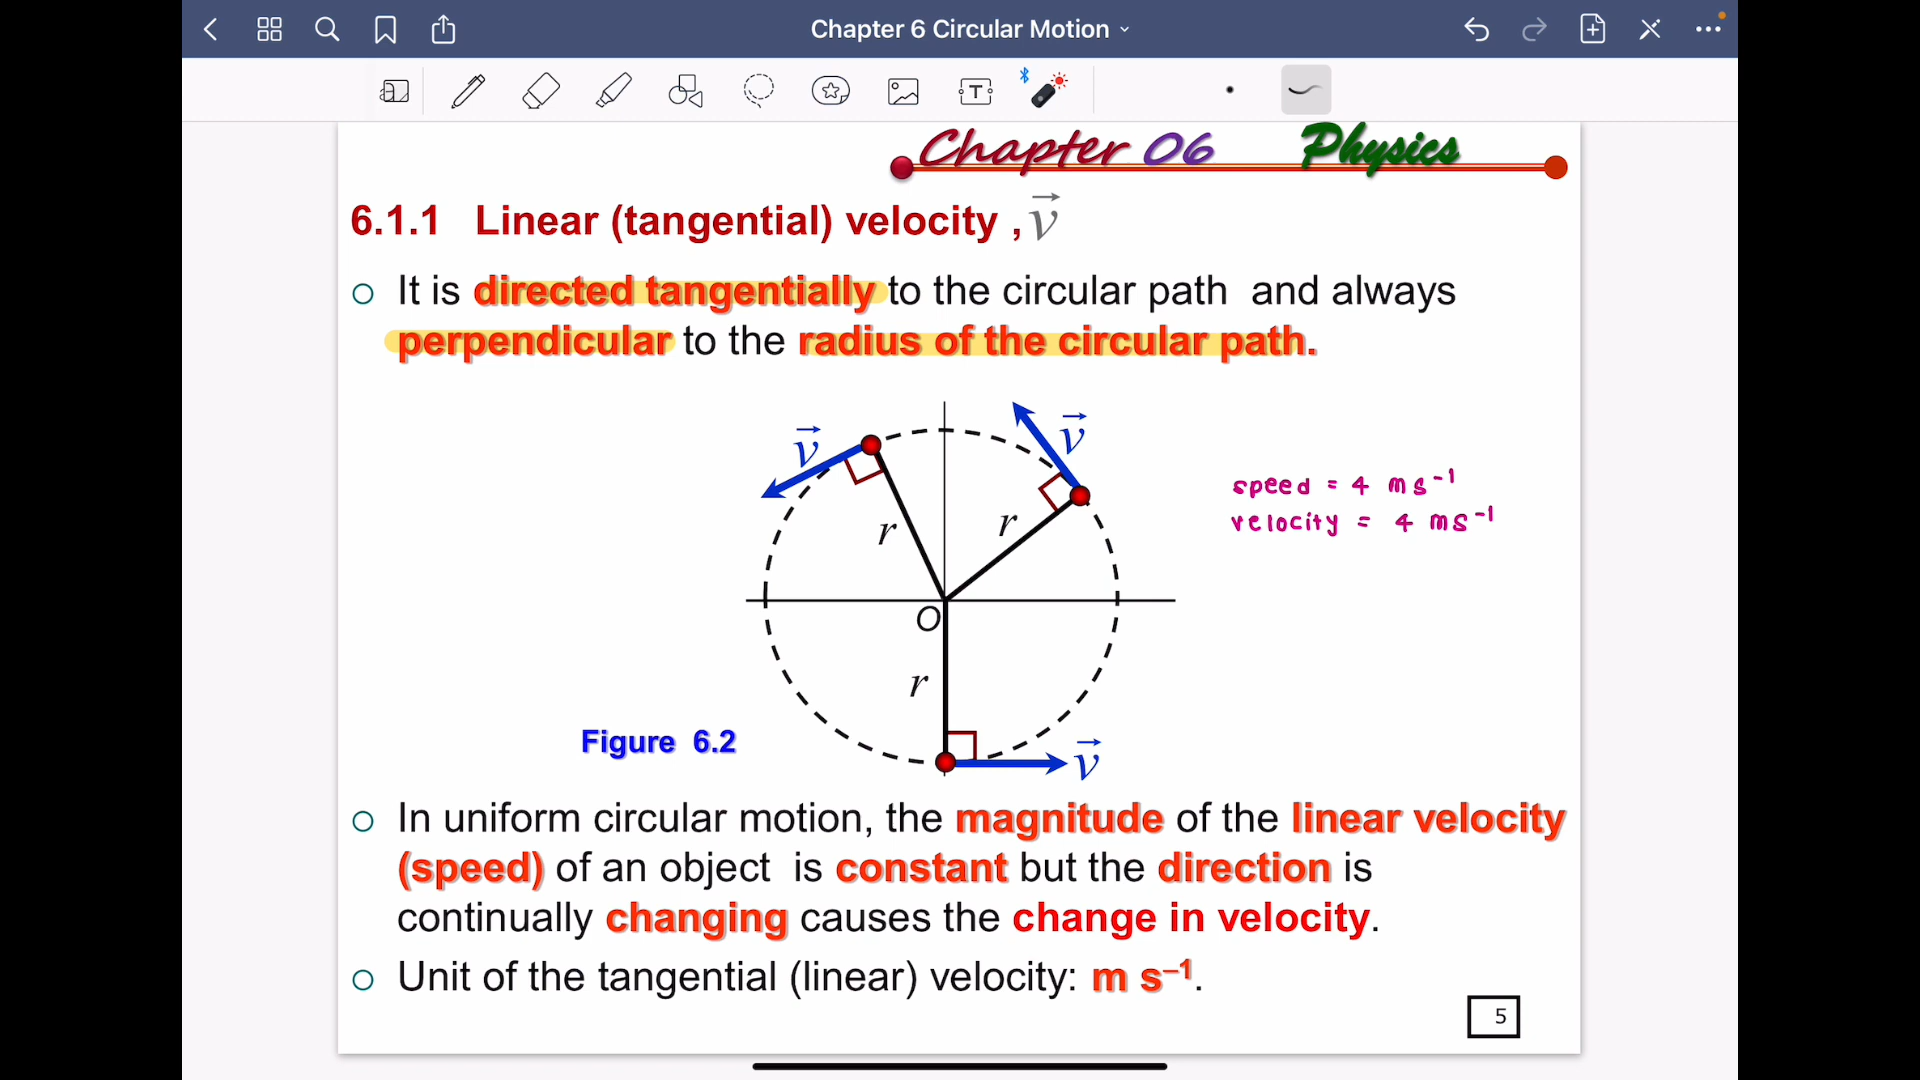 Chapter 6 Circular Motion
Chapter 06 Physics
6.1.1 Linear (tangential) velocity , v
It is directed tangentially to the circular path and always
perpendicular to the radius of the circular path.
v
v
speed = 4 ms⁻¹
velocity = 4 ms⁻¹
r
r
O
r
Figure 6.2
v
In uniform circular motion, the magnitude of the linear velocity
(speed) of an object is constant but the direction is
continually changing causes the change in velocity.
Unit of the tangential (linear) velocity: m s⁻¹.
5